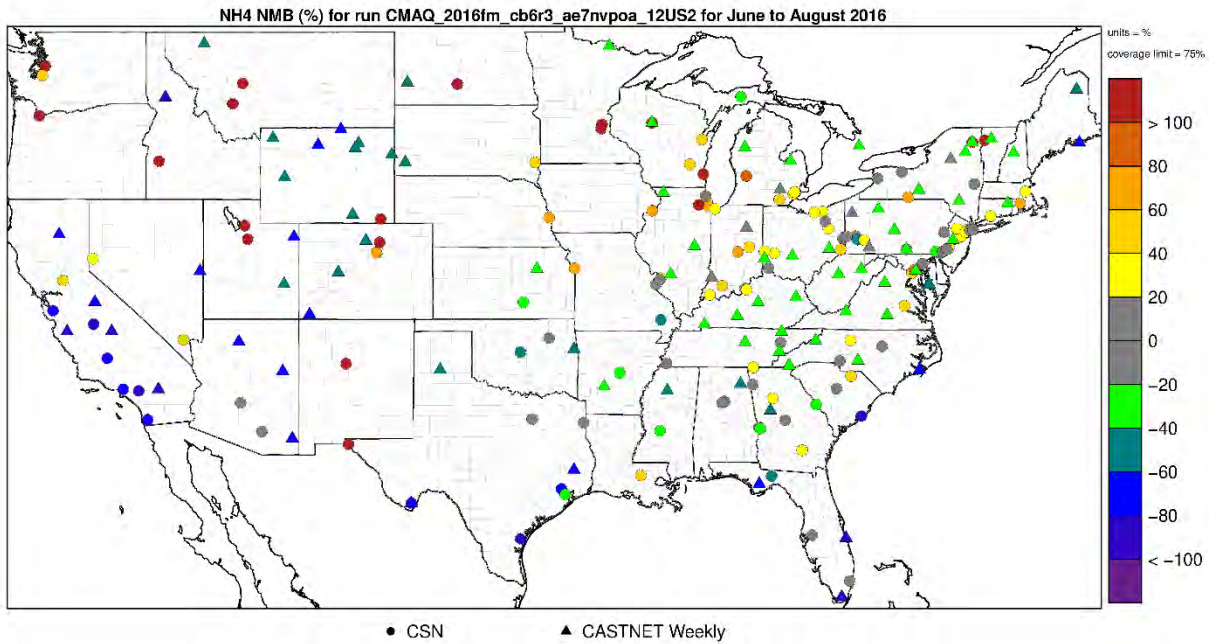 NH4 NMB (%) for run CMAQ_2016fm_cb6r3_ae7nvpoa_12US2 for June to August 2016
units = %
coverage limit = 75%
> 100
80
60
40
20
0
−20
−40
−60
−80
< −100
● CSN ▲ CASTNET Weekly